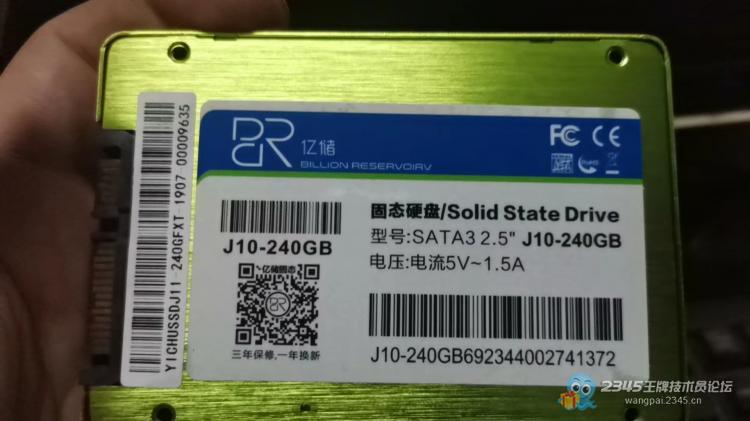 YICHUSSDJ11-240GFXT 1907 00009635
亿储
BILLION RESERVOIRV
FC CE
RoHS
固态硬盘/Solid State Drive
型号:SATA3 2.5" J10-240GB
电压:电流5V~1.5A
J10-240GB
亿储固态
三年保修,一年换新
J10-240GB692344002741372
2345王牌技术员论坛
wangpai.2345.cn